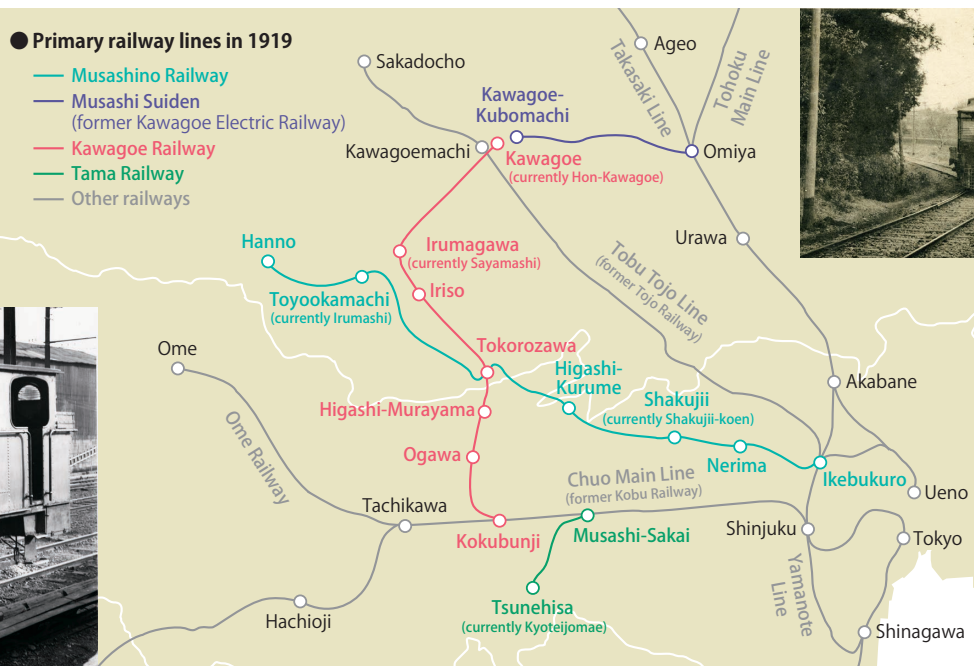 ● Primary railway lines in 1919
Musashino Railway
Musashi Suiden
(former Kawagoe Electric Railway)
Kawagoe Railway
Tama Railway
Other railways
Sakadocho
Ageo
Takasaki Line
Tohoku
Main Line
Kawagoe-
Kubomachi
Kawagoemachi
Kawagoe
(currently Hon-Kawagoe)
Omiya
Hanno
Irumagawa
(currently Sayamashi)
Urawa
Toyookamachi
(currently Irumashi)
Iriso
Tobu Tojo Line
(former Tojo Railway)
Ome
Tokorozawa
Higashi-
Kurume
Akabane
Shakujii
(currently Shakujii-koen)
Higashi-Murayama
Ome Railway
Ogawa
Nerima
Ikebukuro
Chuo Main Line
(former Kobu Railway)
Ueno
Tachikawa
Kokubunji
Musashi-Sakai
Shinjuku
Tokyo
Yamanote
Line
Tsunehisa
(currently Kyoteijomae)
Hachioji
Shinagawa